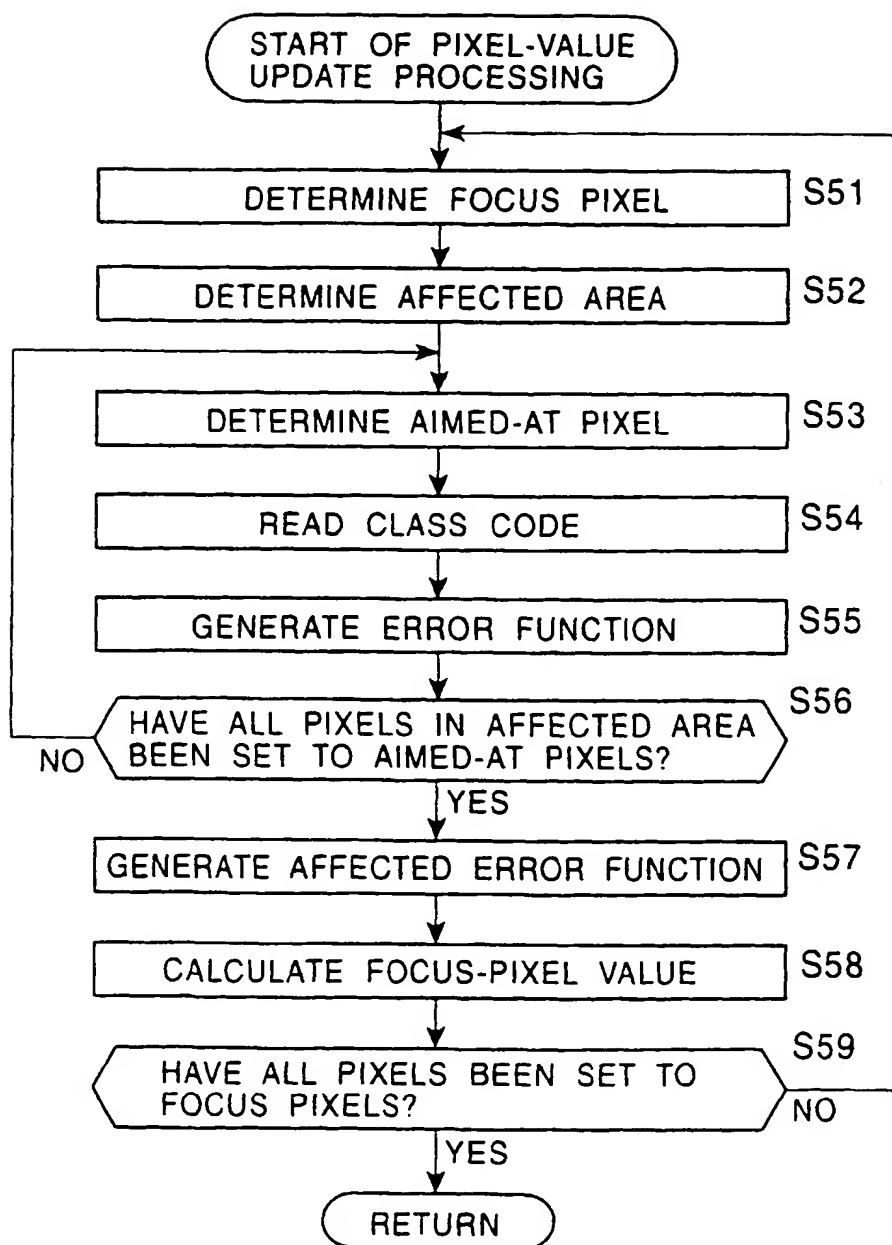 START OF PIXEL-VALUE
UPDATE PROCESSING
DETERMINE FOCUS PIXEL
S51
DETERMINE AFFECTED AREA
S52
DETERMINE AIMED-AT PIXEL
S53
READ CLASS CODE
S54
GENERATE ERROR FUNCTION
S55
S56
HAVE ALL PIXELS IN AFFECTED AREA
BEEN SET TO AIMED-AT PIXELS?
NO
YES
GENERATE AFFECTED ERROR FUNCTION
S57
CALCULATE FOCUS-PIXEL VALUE
S58
S59
HAVE ALL PIXELS BEEN SET TO
FOCUS PIXELS?
NO
YES
RETURN